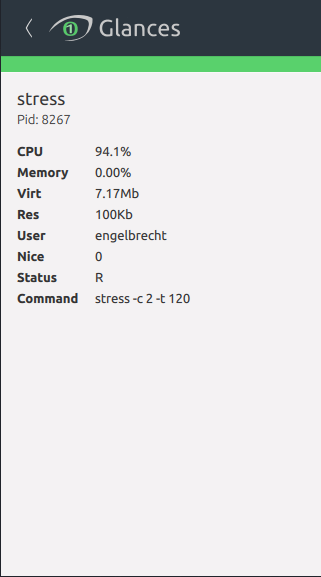 Glances
stress
Pid: 8267
CPU 94.1%
Memory 0.00%
Virt 7.17Mb
Res 100Kb
User engelbrecht
Nice 0
Status R
Command stress -c 2 -t 120